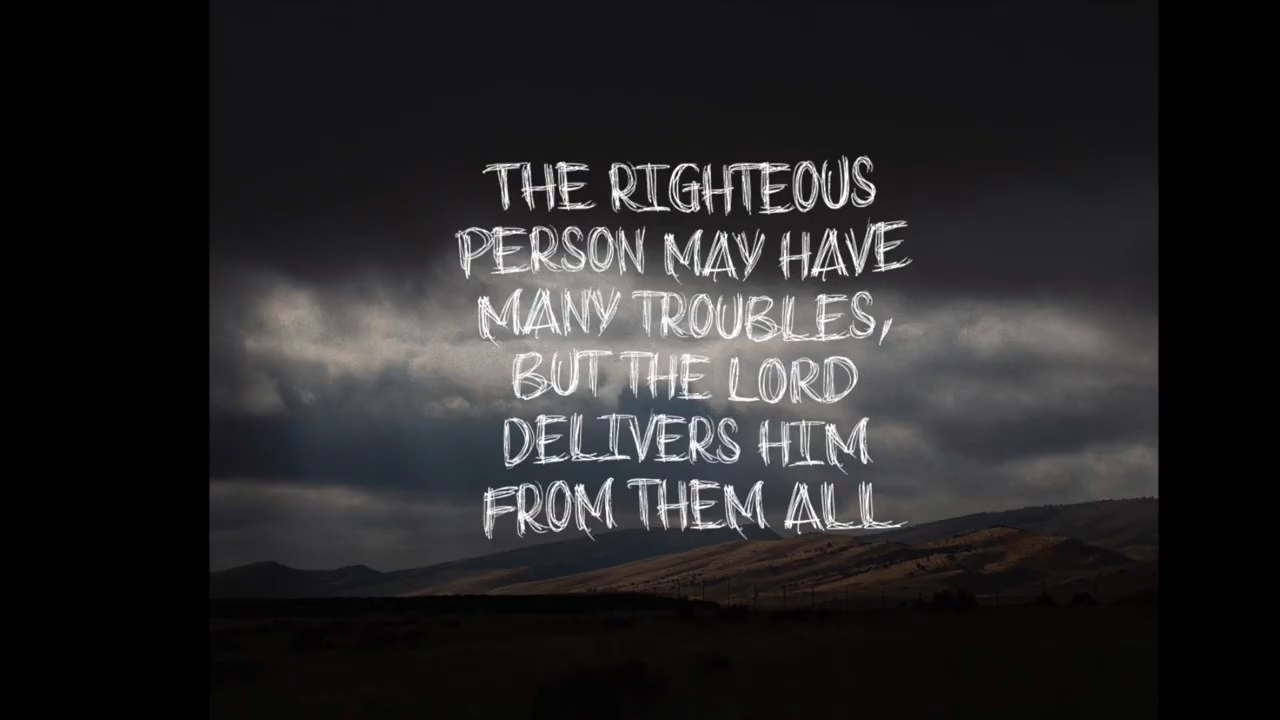 THE RIGHTEOUS
PERSON MAY HAVE
MANY TROUBLES,
BUT THE LORD
DELIVERS HIM
FROM THEM ALL